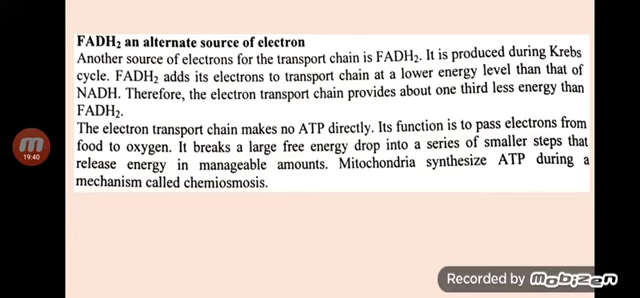 FADH₂ an alternate source of electron
Another source of electrons for the transport chain is FADH₂. It is produced during Krebs
cycle. FADH₂ adds its electrons to transport chain at a lower energy level than that of
NADH. Therefore, the electron transport chain provides about one third less energy than
FADH₂.
The electron transport chain makes no ATP directly. Its function is to pass electrons from
food to oxygen. It breaks a large free energy drop into a series of smaller steps that
release energy in manageable amounts. Mitochondria synthesize ATP during a
mechanism called chemiosmosis.
m
19:40
Recorded by mobizen